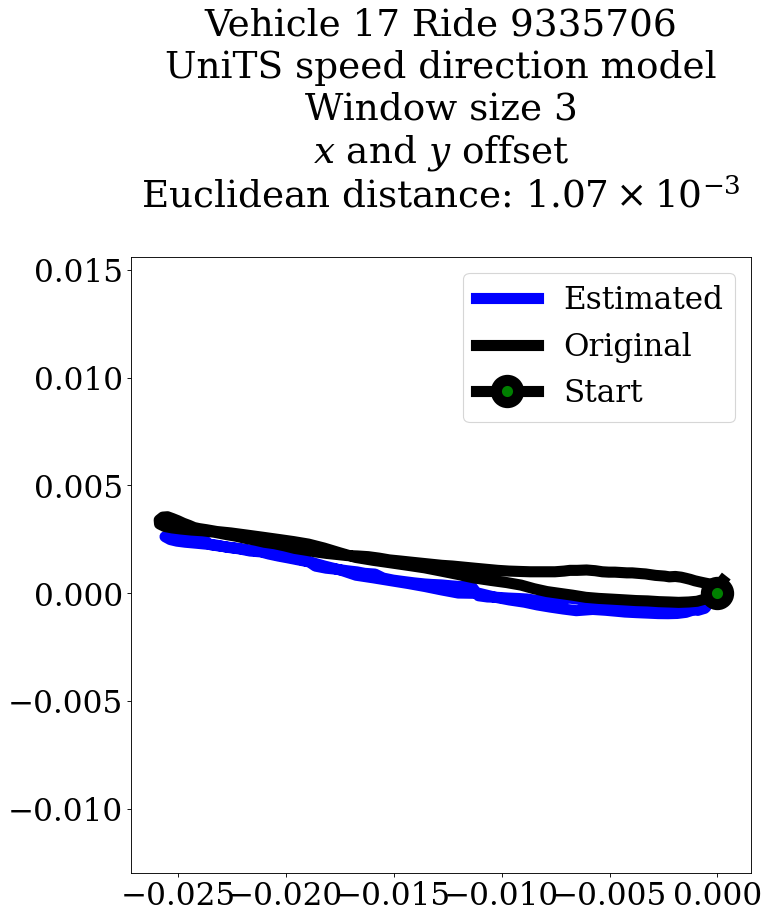 Vehicle 17 Ride 9335706
UniTS speed direction model
Window size 3
x and y offset
Euclidean distance: 1.07 × 10⁻³
0.015
0.010
0.005
0.000
−0.005
−0.010
Estimated
Original
Start
−0.025 −0.020 −0.015 −0.010 −0.005 0.000